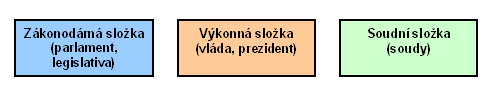 Zákonodárná složka
(parlament,
legislativa)
Výkonná složka
(vláda, prezident)
Soudní složka
(soudy)